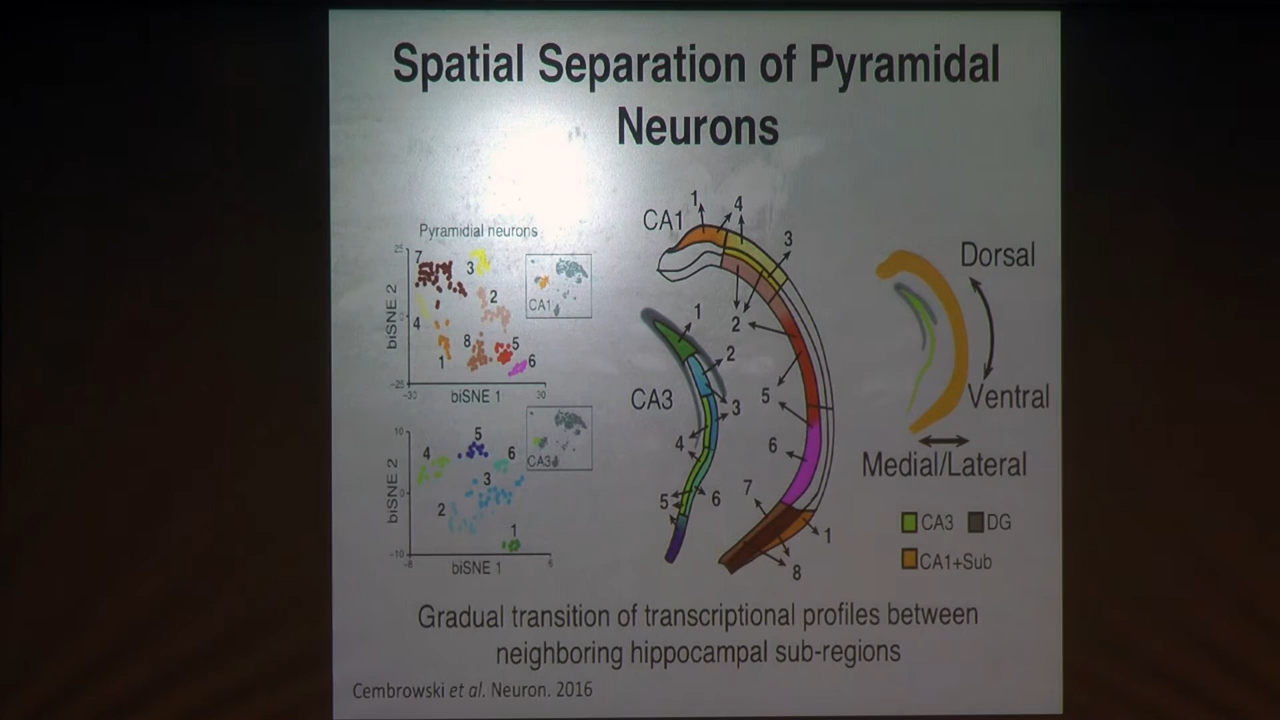 Spatial Separation of Pyramidal
Neurons
Pyramidial neurons
25
7
3
2
4
8
5
1
6
0
-25
biSNE 2
-30
biSNE 1
30
CA1
10
5
4
6
3
2
1
0
-10
biSNE 2
-8
biSNE 1
6
CA3
CA1
1
4
3
2
5
6
7
1
8
CA3
1
2
3
4
5
6
Dorsal
Ventral
Medial/Lateral
CA3 DG
CA1+Sub
Gradual transition of transcriptional profiles between
neighboring hippocampal sub-regions
Cembrowski et al. Neuron. 2016